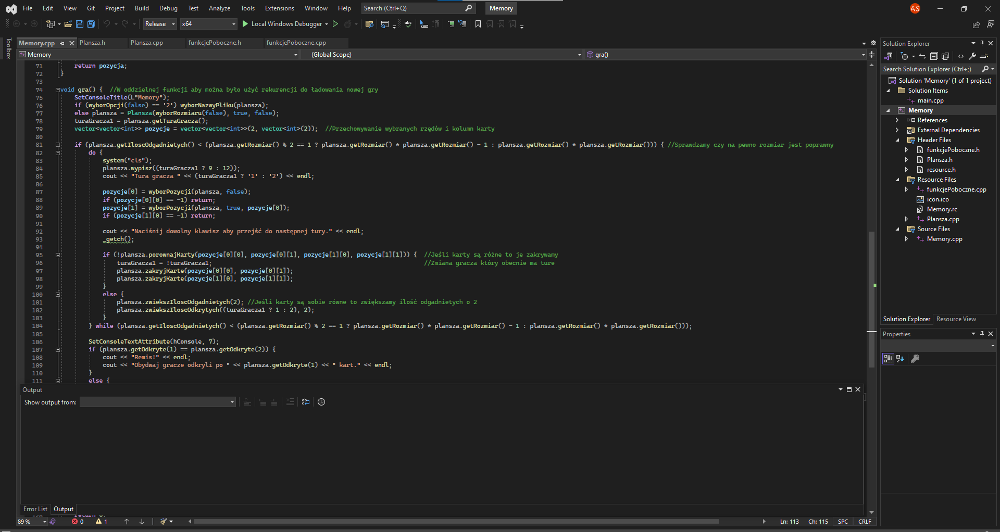 File Edit View Git Project Build Debug Test Analyze Tools Extensions Window Help Search (Ctrl+Q) Memory AS
Release x64 Local Windows Debugger
Toolbox
Memory.cpp Plansza.h Plansza.cpp funkcjePoboczne.h funkcjePoboczne.cpp
Memory (Global Scope) gra()
71 return pozycja;
72 }
73
74 void gra() { //W oddzielnej funkcji aby można było użyć rekurencji do ładowania nowej gry
75 SetConsoleTitle(L"Memory");
76 if (wyborOpcji(false) == '2') wyborNazwyPliku(plansza);
77 else plansza = Plansza(wyborRozmiaru(false), true, false);
78 turaGracza1 = plansza.getTuraGracza();
79 vector<vector<int>> pozycje = vector<vector<int>>(2, vector<int>(2)); //Przechowywanie wybranych rzędów i kolumn karty
80
81 if (plansza.getIloscOdgadnietych() < (plansza.getRozmiar() % 2 == 1 ? plansza.getRozmiar() * plansza.getRozmiar() - 1 : plansza.getRozmiar() * plansza.getRozmiar())) { //Sprawdzamy czy na pewno rozmiar jest poprawny
82 do {
83 system("cls");
84 plansza.wypisz((turaGracza1 ? 9 : 12));
85 cout << "Tura gracza " << (turaGracza1 ? '1' : '2') << endl;
86
87 pozycje[0] = wyborPozycji(plansza, false);
88 if (pozycje[0][0] == -1) return;
89 pozycje[1] = wyborPozycji(plansza, true, pozycje[0]);
90 if (pozycje[1][0] == -1) return;
91
92 cout << "Naciśnij dowolny klawisz aby przejść do następnej tury." << endl;
93 _getch();
94
95 if (!plansza.porownajKarty(pozycje[0][0], pozycje[0][1], pozycje[1][0], pozycje[1][1])) { //Jeśli karty są różne to je zakrywamy
96 turaGracza1 = !turaGracza1; //Zmiana gracza który obecnie ma ture
97 plansza.zakryjKarte(pozycje[0][0], pozycje[0][1]);
98 plansza.zakryjKarte(pozycje[1][0], pozycje[1][1]);
99 }
100 else {
101 plansza.zwiekszIloscOdgadnietych(2); //Jeśli karty są sobie równe to zwiększamy ilość odgadnietych o 2
102 plansza.zwiekszIloscOdkrytych((turaGracza1 ? 1 : 2), 2);
103 }
104 } while (plansza.getIloscOdgadnietych() < (plansza.getRozmiar() % 2 == 1 ? plansza.getRozmiar() * plansza.getRozmiar() - 1 : plansza.getRozmiar() * plansza.getRozmiar()));
105
106 SetConsoleTextAttribute(hConsole, 7);
107 if (plansza.getOdkryte(1) == plansza.getOdkryte(2)) {
108 cout << "Remis!" << endl;
109 cout << "Obydwaj gracze odkryli po " << plansza.getOdkryte(1) << " kart." << endl;
110 }
111 else {
Output
Show output from:
Error List Output
89 % 0 1 Ln: 113 Ch: 115 SPC CRLF
Solution Explorer
Search Solution Explorer (Ctrl+;)
Solution 'Memory' (1 of 1 project)
Solution Items
main.cpp
Memory
References
External Dependencies
Header Files
funkcjePoboczne.h
Plansza.h
resource.h
Resource Files
funkcjePoboczne.cpp
icon.ico
Memory.rc
Plansza.cpp
Source Files
Memory.cpp
Solution Explorer Resource View
Properties